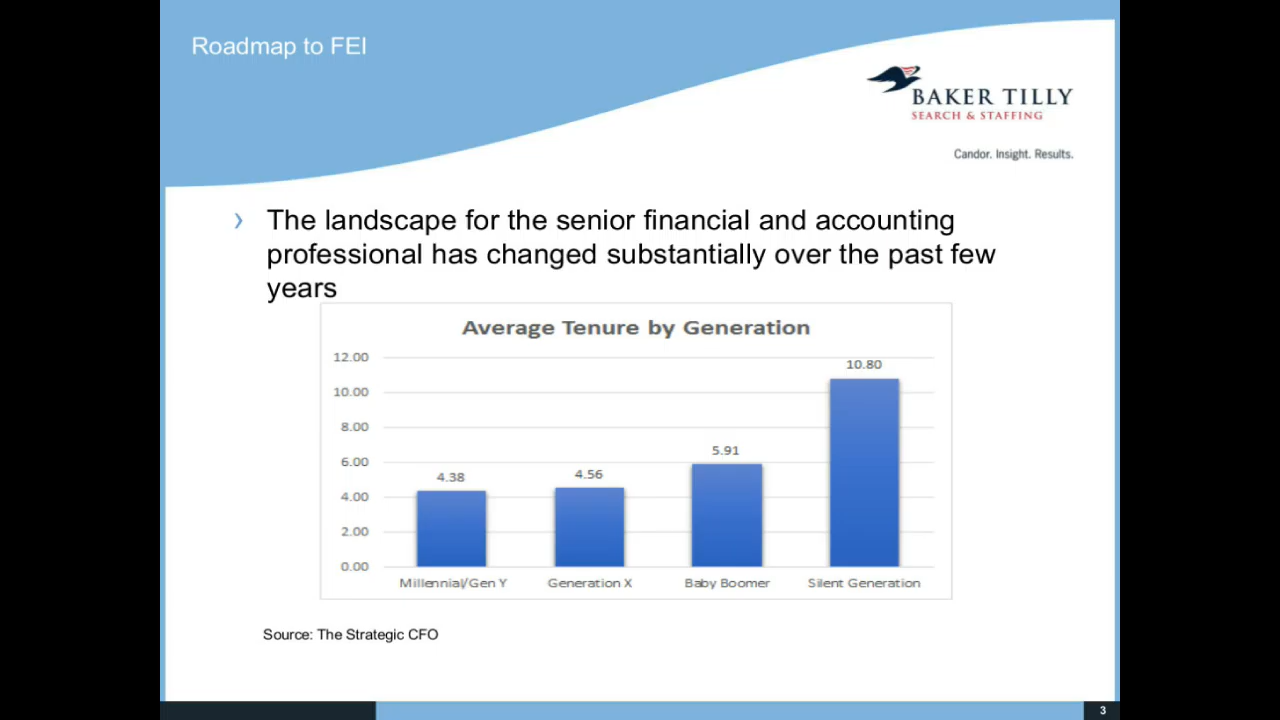 Roadmap to FEI
BAKER TILLY
SEARCH & STAFFING
Candor. Insight. Results.
› The landscape for the senior financial and accounting
professional has changed substantially over the past few
years
Average Tenure by Generation
12.00
10.00
8.00
6.00
4.00
2.00
0.00
4.38
4.56
5.91
10.80
Millennial/Gen Y
Generation X
Baby Boomer
Silent Generation
Source: The Strategic CFO
3